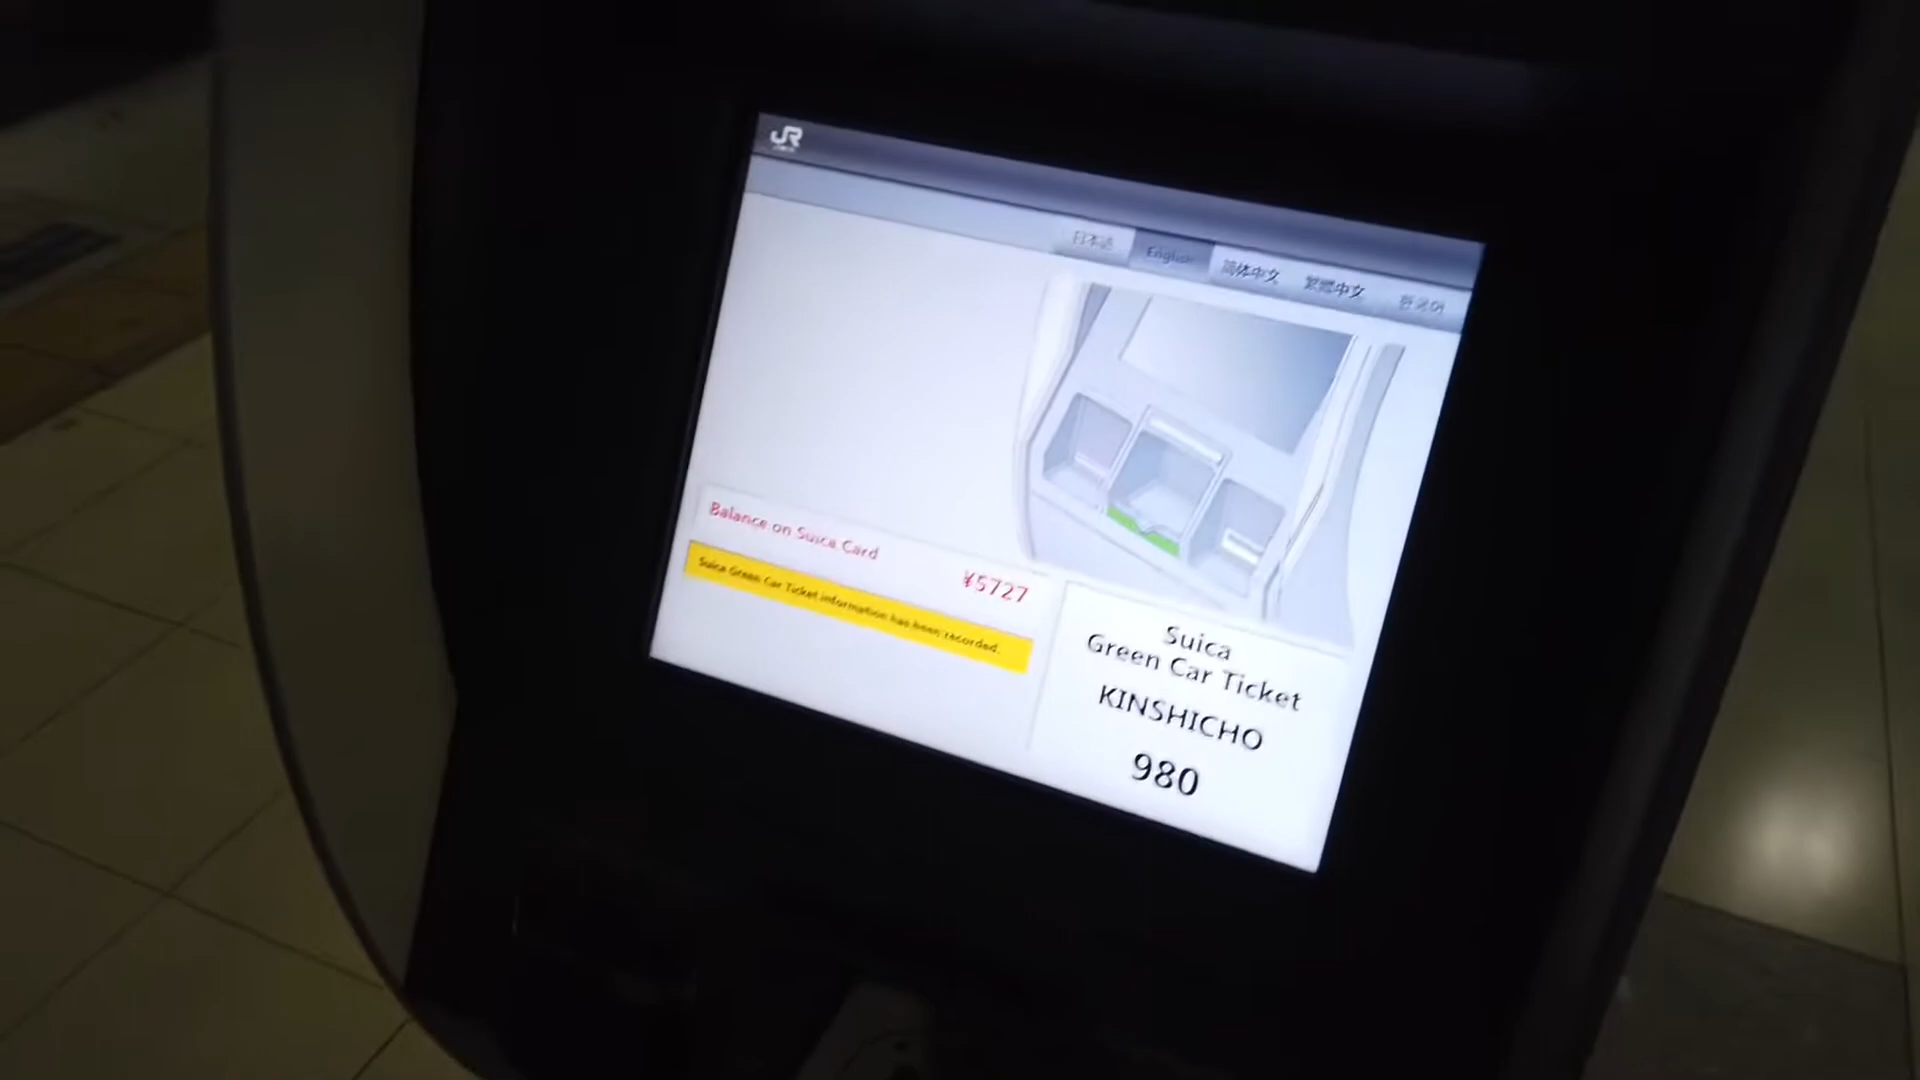 JR
日本語 English 简体中文 繁體中文 한국어
Balance on Suica Card
¥5727
Suica Green Car Ticket information has been recorded.
Suica
Green Car Ticket
KINSHICHO
980